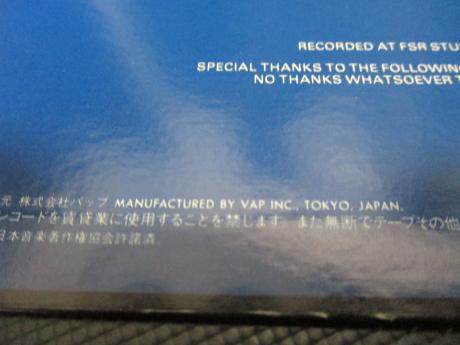 RECORDED AT FSR STU
SPECIAL THANKS TO THE FOLLOWING
NO THANKS WHATSOEVER T
元 株式会社バップ MANUFACTURED BY VAP INC., TOKYO, JAPAN.
レコードを賃貸業に使用することを禁じます。また無断でテープその他
日本音楽著作権協会許諾済